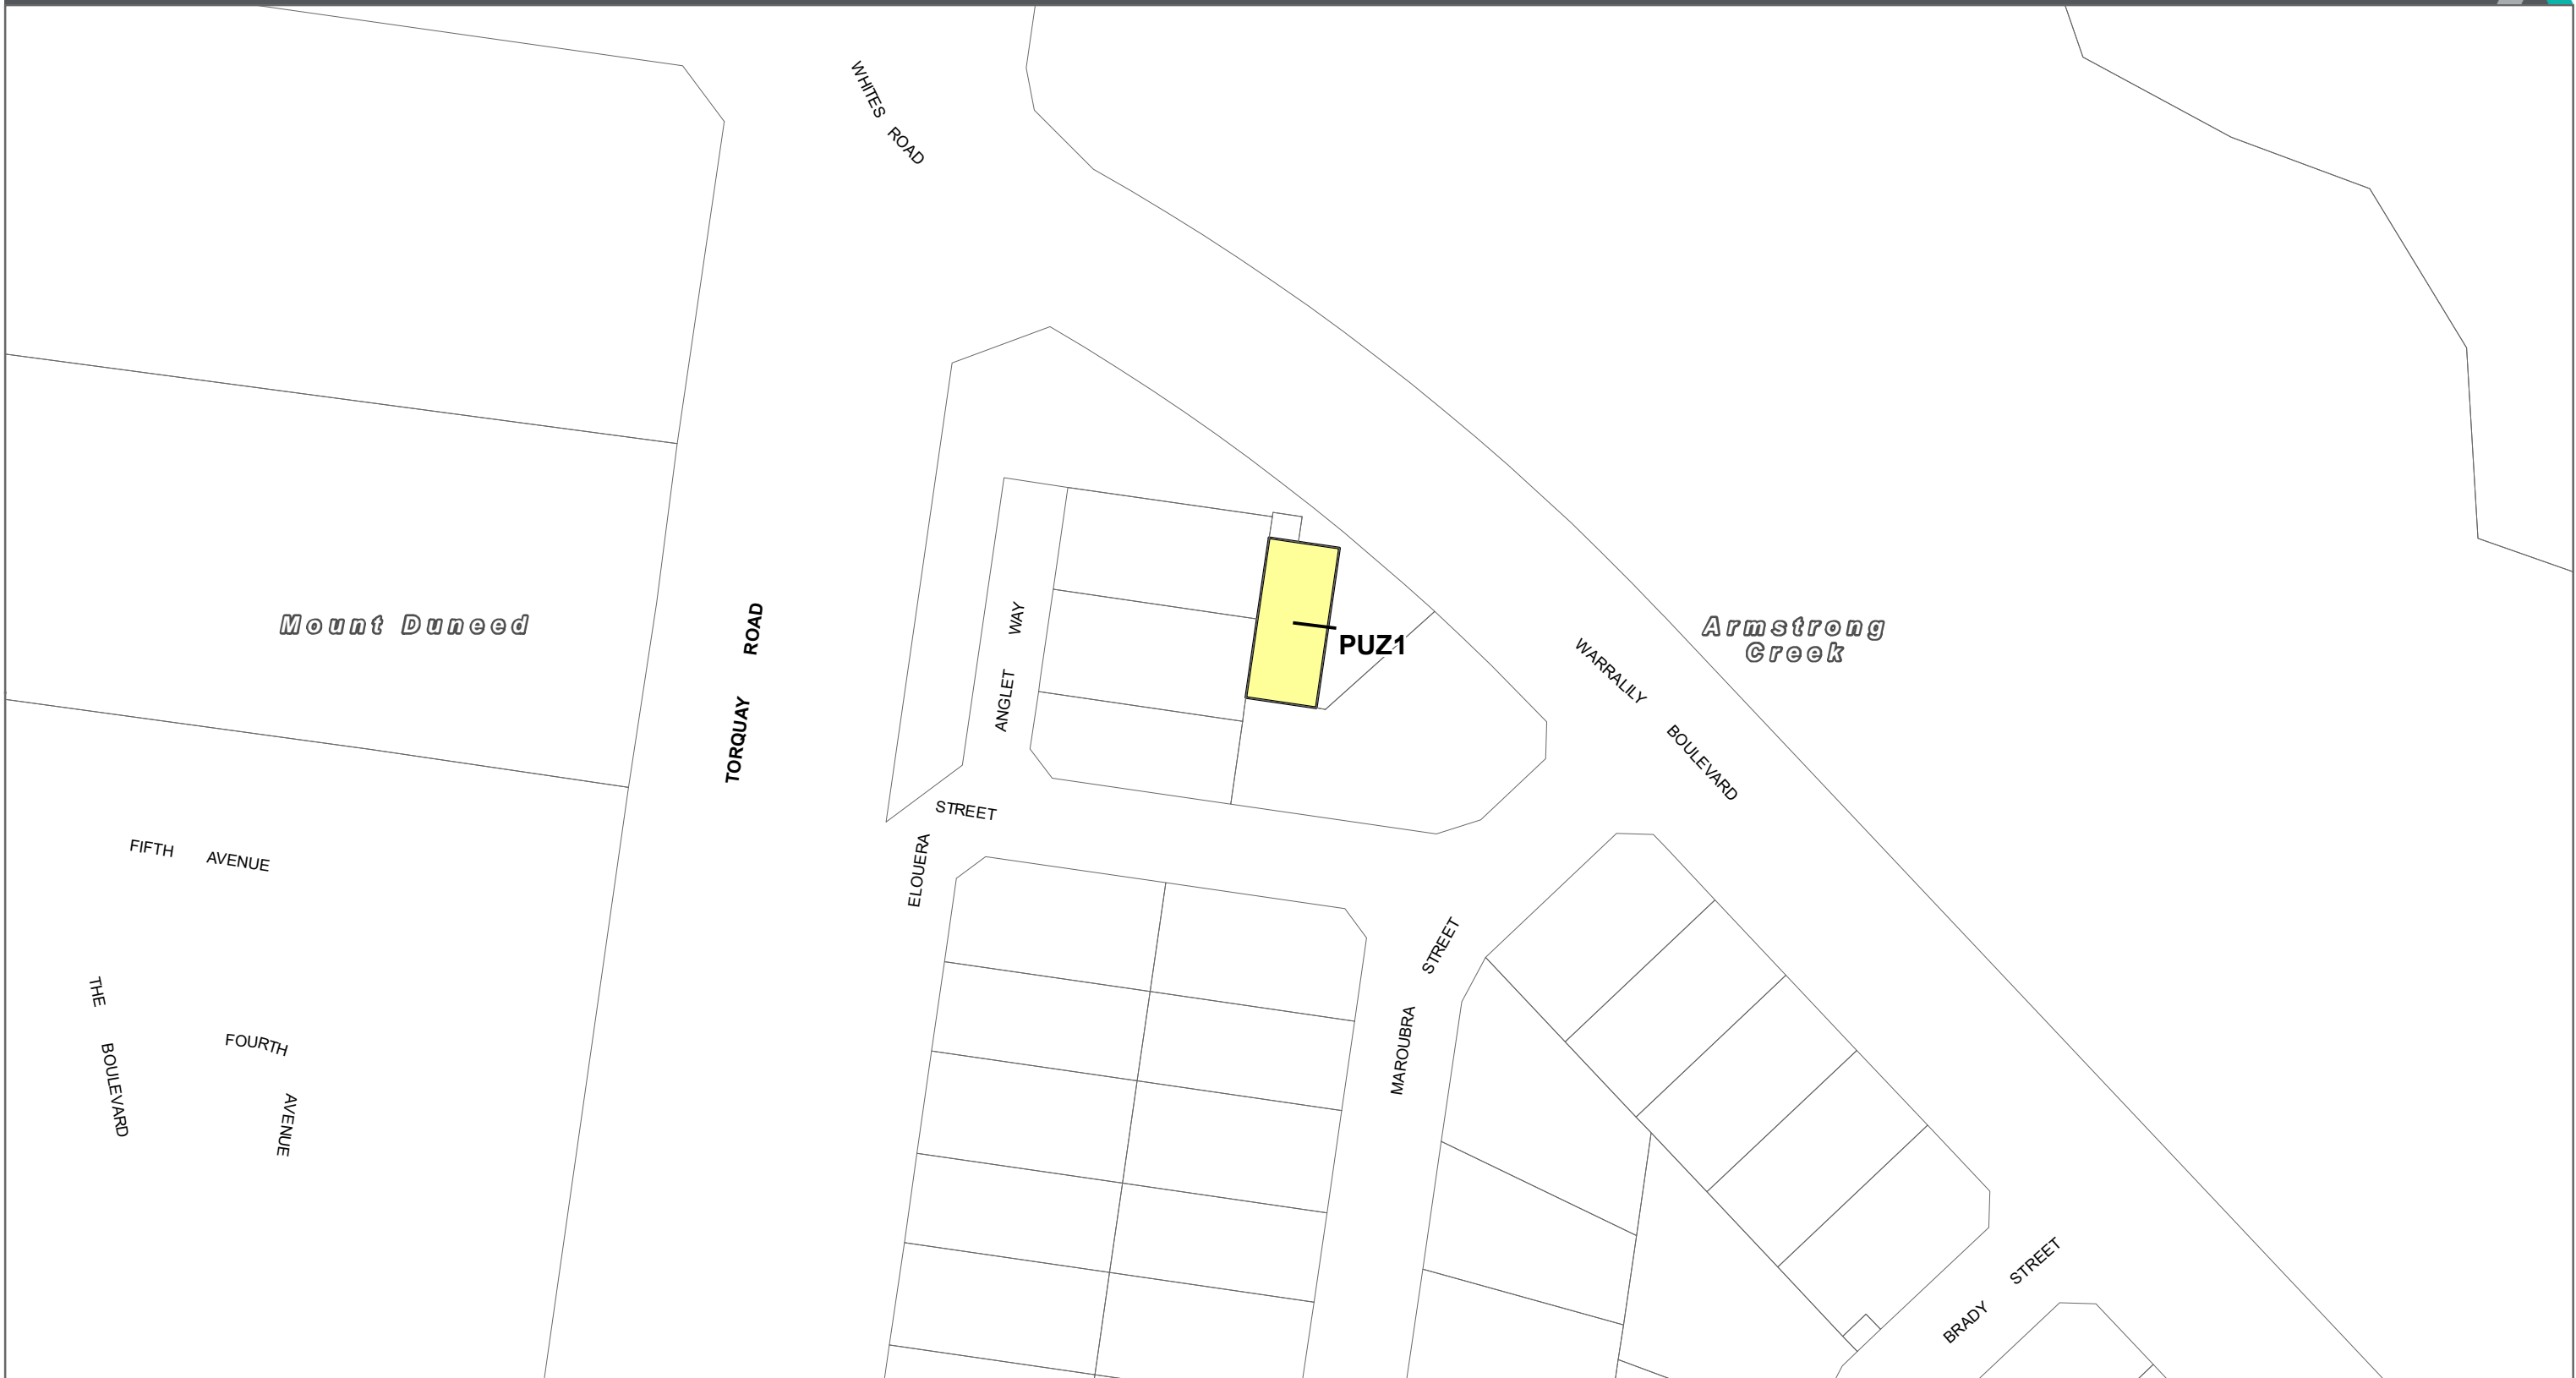 WHITES ROAD
Mount Duneed
TORQUAY ROAD
ANGLET WAY
PUZ1
WARRALILY BOULEVARD
Armstrong
Creek
ELOUERA STREET
FIFTH AVENUE
THE BOULEVARD
FOURTH AVENUE
MAROUBRA STREET
BRADY STREET